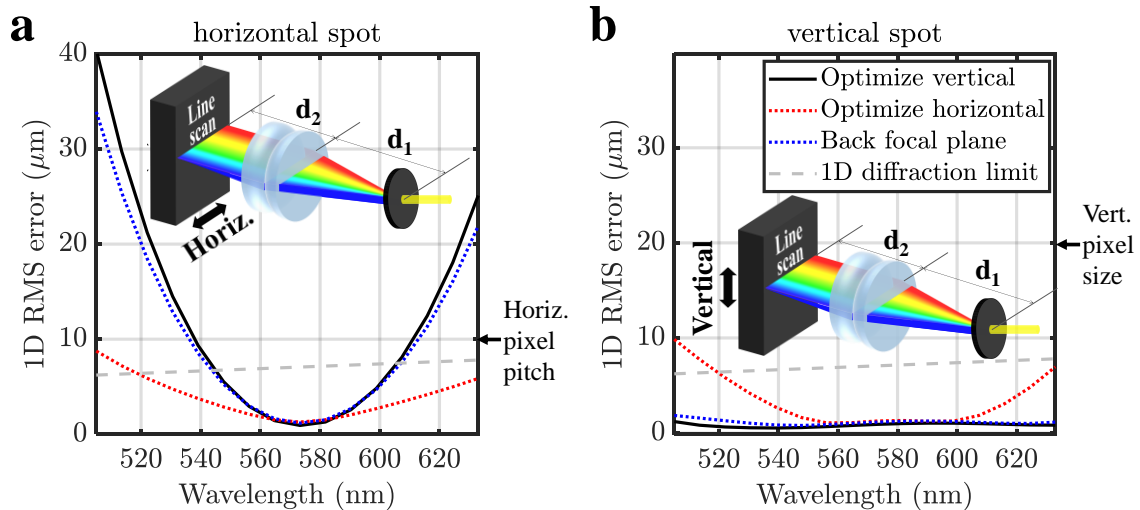 a
horizontal spot
1D RMS error (μm)
40
30
20
10
0
520 540 560 580 600 620
Wavelength (nm)
Line
scan
d2
d1
Horiz.
Horiz.
pixel
pitch
b
vertical spot
1D RMS error (μm)
40
30
20
10
0
520 540 560 580 600 620
Wavelength (nm)
Optimize vertical
Optimize horizontal
Back focal plane
1D diffraction limit
Line
scan
d2
d1
Vertical
Vert.
pixel
size